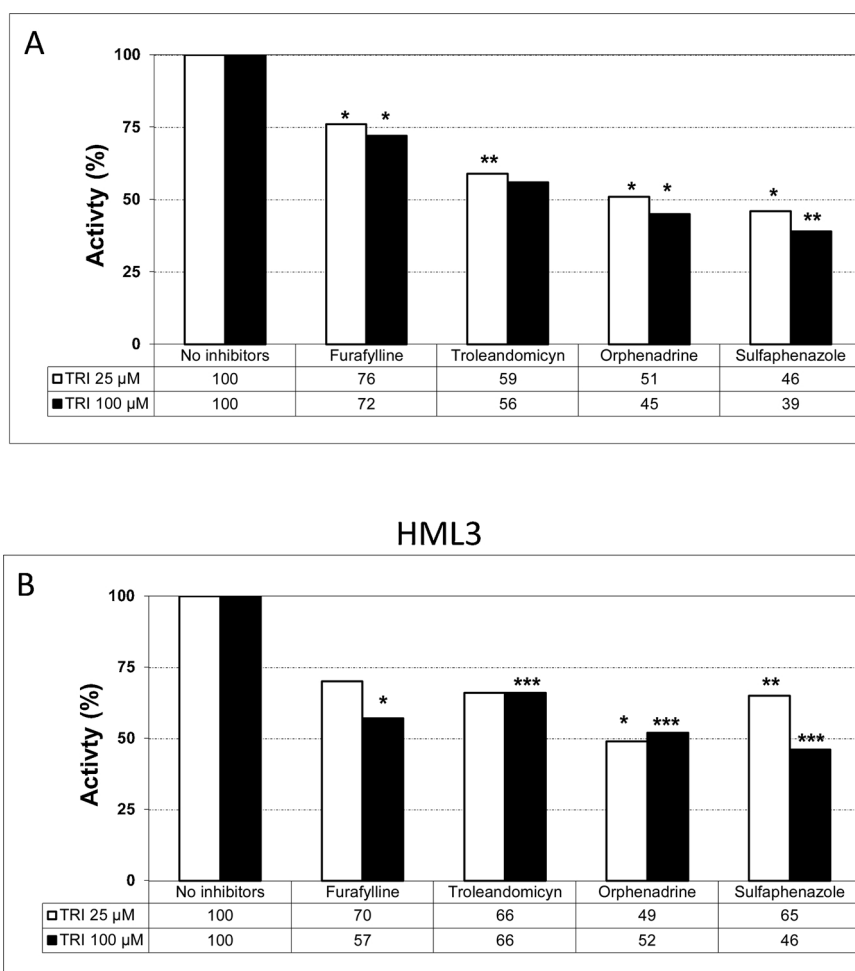 A
100
* *
75
**
* *
*
**
50
25
0
Activty (%)
No inhibitors Furafylline Troleandomicyn Orphenadrine Sulfaphenazole
TRI 25 µM 100 76 59 51 46
TRI 100 µM 100 72 56 45 39
HML3
B
100
75
*
***
* ***
**
***
50
25
0
Activty (%)
No inhibitors Furafylline Troleandomicyn Orphenadrine Sulfaphenazole
TRI 25 µM 100 70 66 49 65
TRI 100 µM 100 57 66 52 46